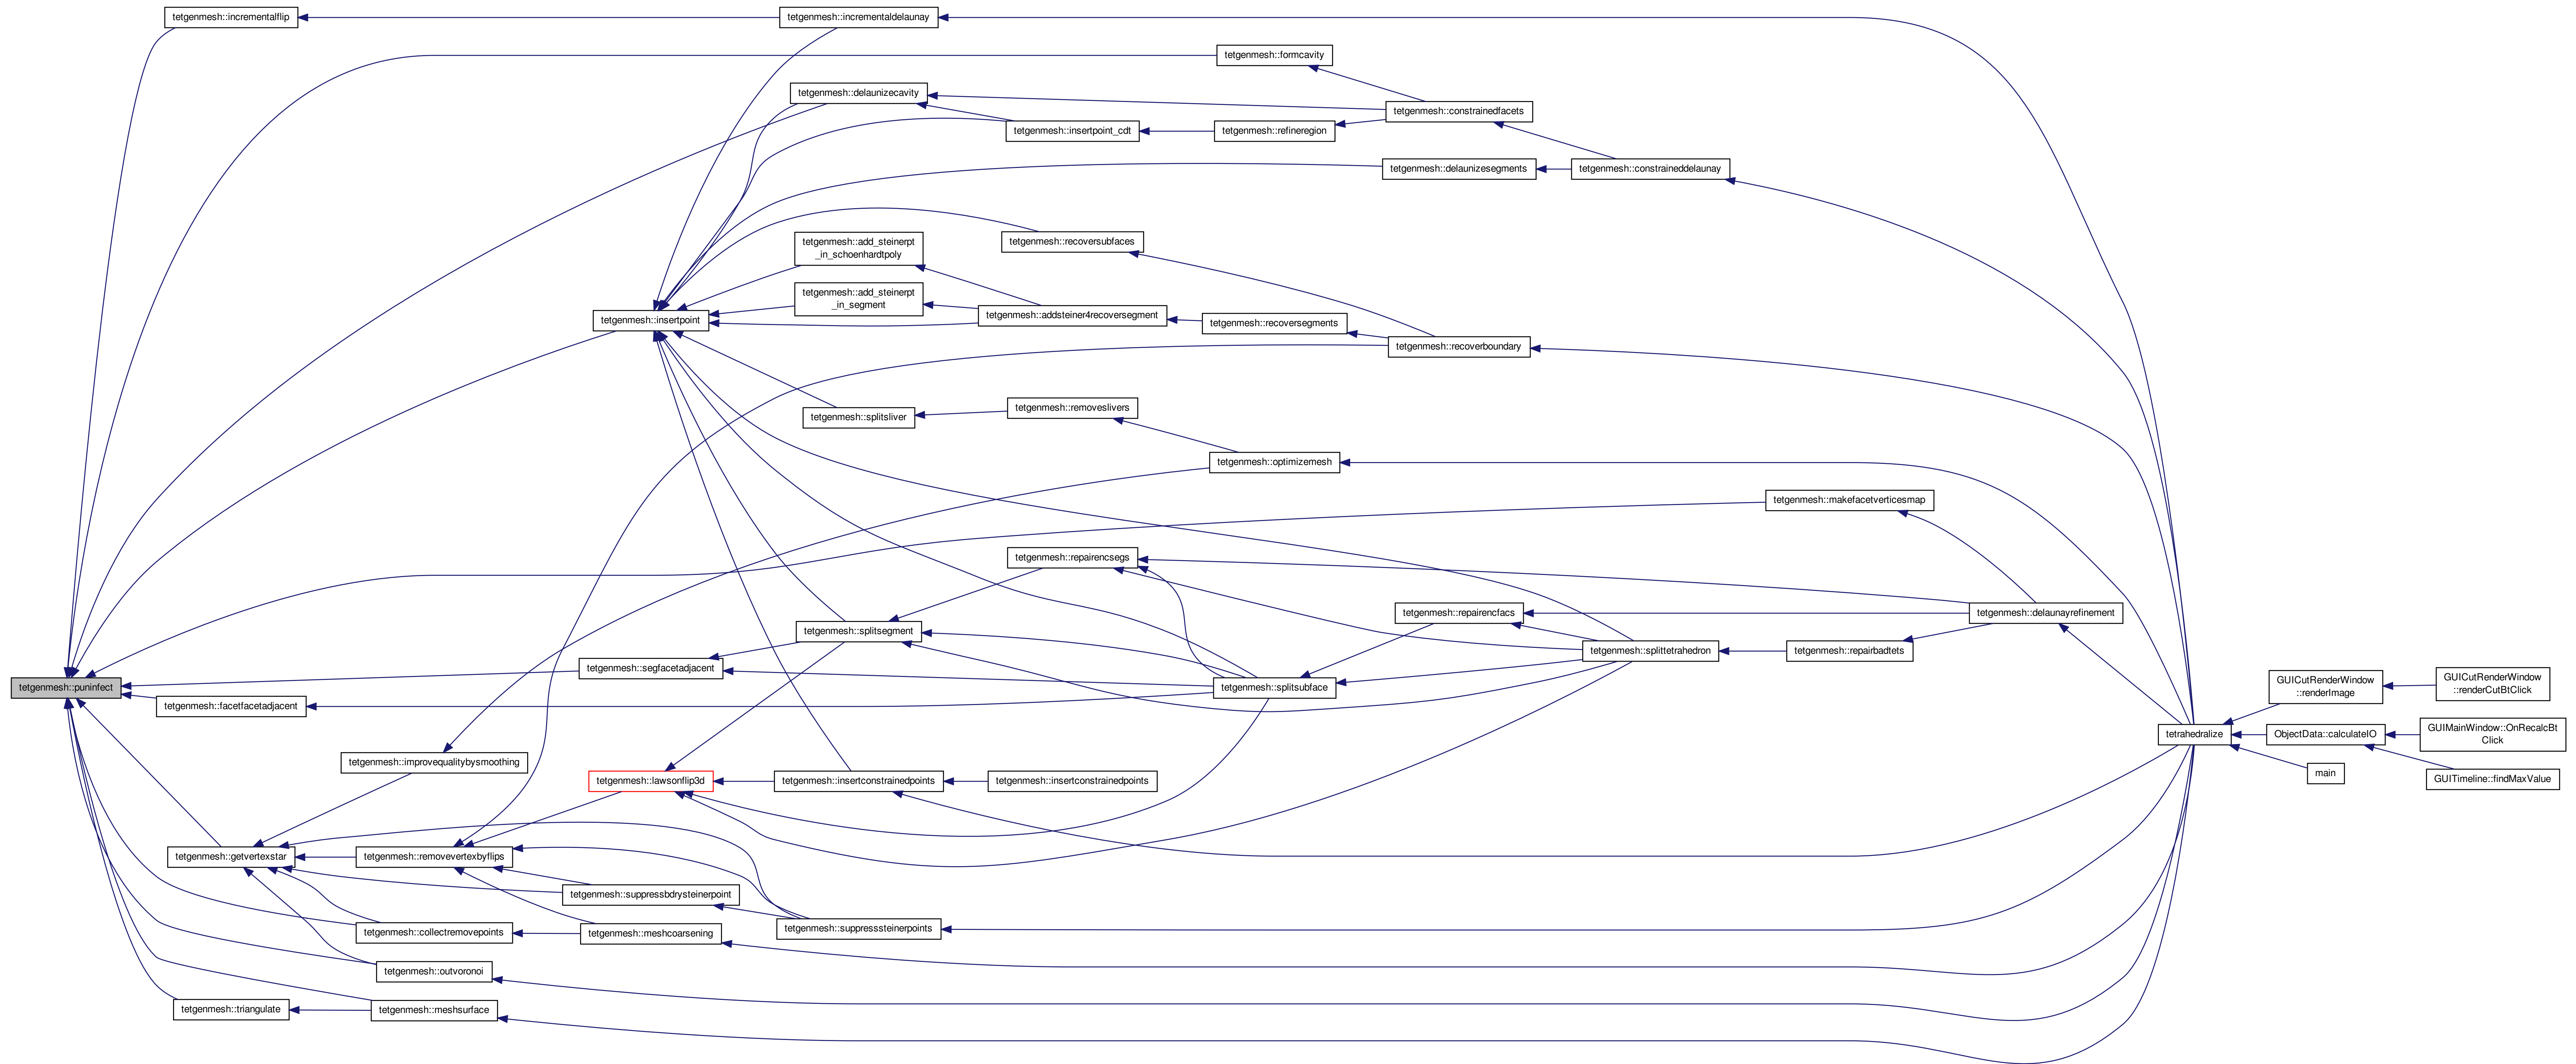 tetgenmesh::incrementalflip
tetgenmesh::incrementaldelaunay
tetgenmesh::formcavity
tetgenmesh::delaunizecavity
tetgenmesh::constrainedfacets
tetgenmesh::insertpoint_cdt
tetgenmesh::refineregion
tetgenmesh::delaunizesegments
tetgenmesh::constraineddelaunay
tetgenmesh::add_steinerpt
_in_schoenhardtpoly
tetgenmesh::recoversubfaces
tetgenmesh::add_steinerpt
_in_segment
tetgenmesh::insertpoint
tetgenmesh::addsteiner4recoversegment
tetgenmesh::recoversegments
tetgenmesh::recoverboundary
tetgenmesh::splitsliver
tetgenmesh::removeslivers
tetgenmesh::optimizemesh
tetgenmesh::makefacetverticesmap
tetgenmesh::repairencsegs
tetgenmesh::repairencfacs
tetgenmesh::delaunayrefinement
tetgenmesh::splitsegment
tetgenmesh::splittetrahedron
tetgenmesh::repairbadtets
tetgenmesh::segfacetadjacent
tetgenmesh::puninfect
tetgenmesh::splitsubface
tetgenmesh::facetfacetadjacent
GUICutRenderWindow
::renderImage
GUICutRenderWindow
::renderCutBtClick
tetrahedralize
ObjectData::calculateIO
GUIMainWindow::OnRecalcBt
Click
tetgenmesh::improvequalitybysmoothing
tetgenmesh::lawsonflip3d
tetgenmesh::insertconstrainedpoints
tetgenmesh::insertconstrainedpoints
main
GUITimeline::findMaxValue
tetgenmesh::getvertexstar
tetgenmesh::removevertexbyflips
tetgenmesh::suppressbdrysteinerpoint
tetgenmesh::collectremovepoints
tetgenmesh::meshcoarsening
tetgenmesh::suppresssteinerpoints
tetgenmesh::outvoronoi
tetgenmesh::triangulate
tetgenmesh::meshsurface